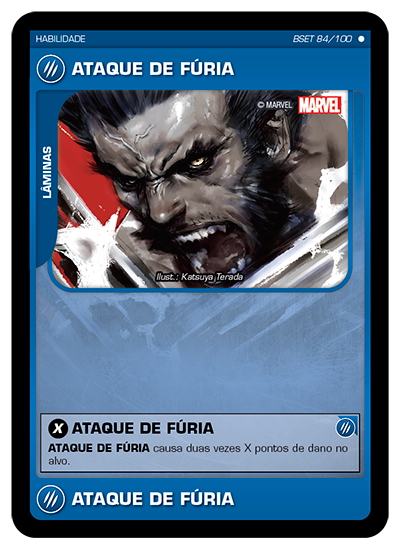 HABILIDADE
BSET 84/100
ATAQUE DE FÚRIA
LÂMINAS
© MARVEL MARVEL
Ilust.: Katsuya Terada
X ATAQUE DE FÚRIA
ATAQUE DE FÚRIA causa duas vezes X pontos de dano no
alvo.
ATAQUE DE FÚRIA